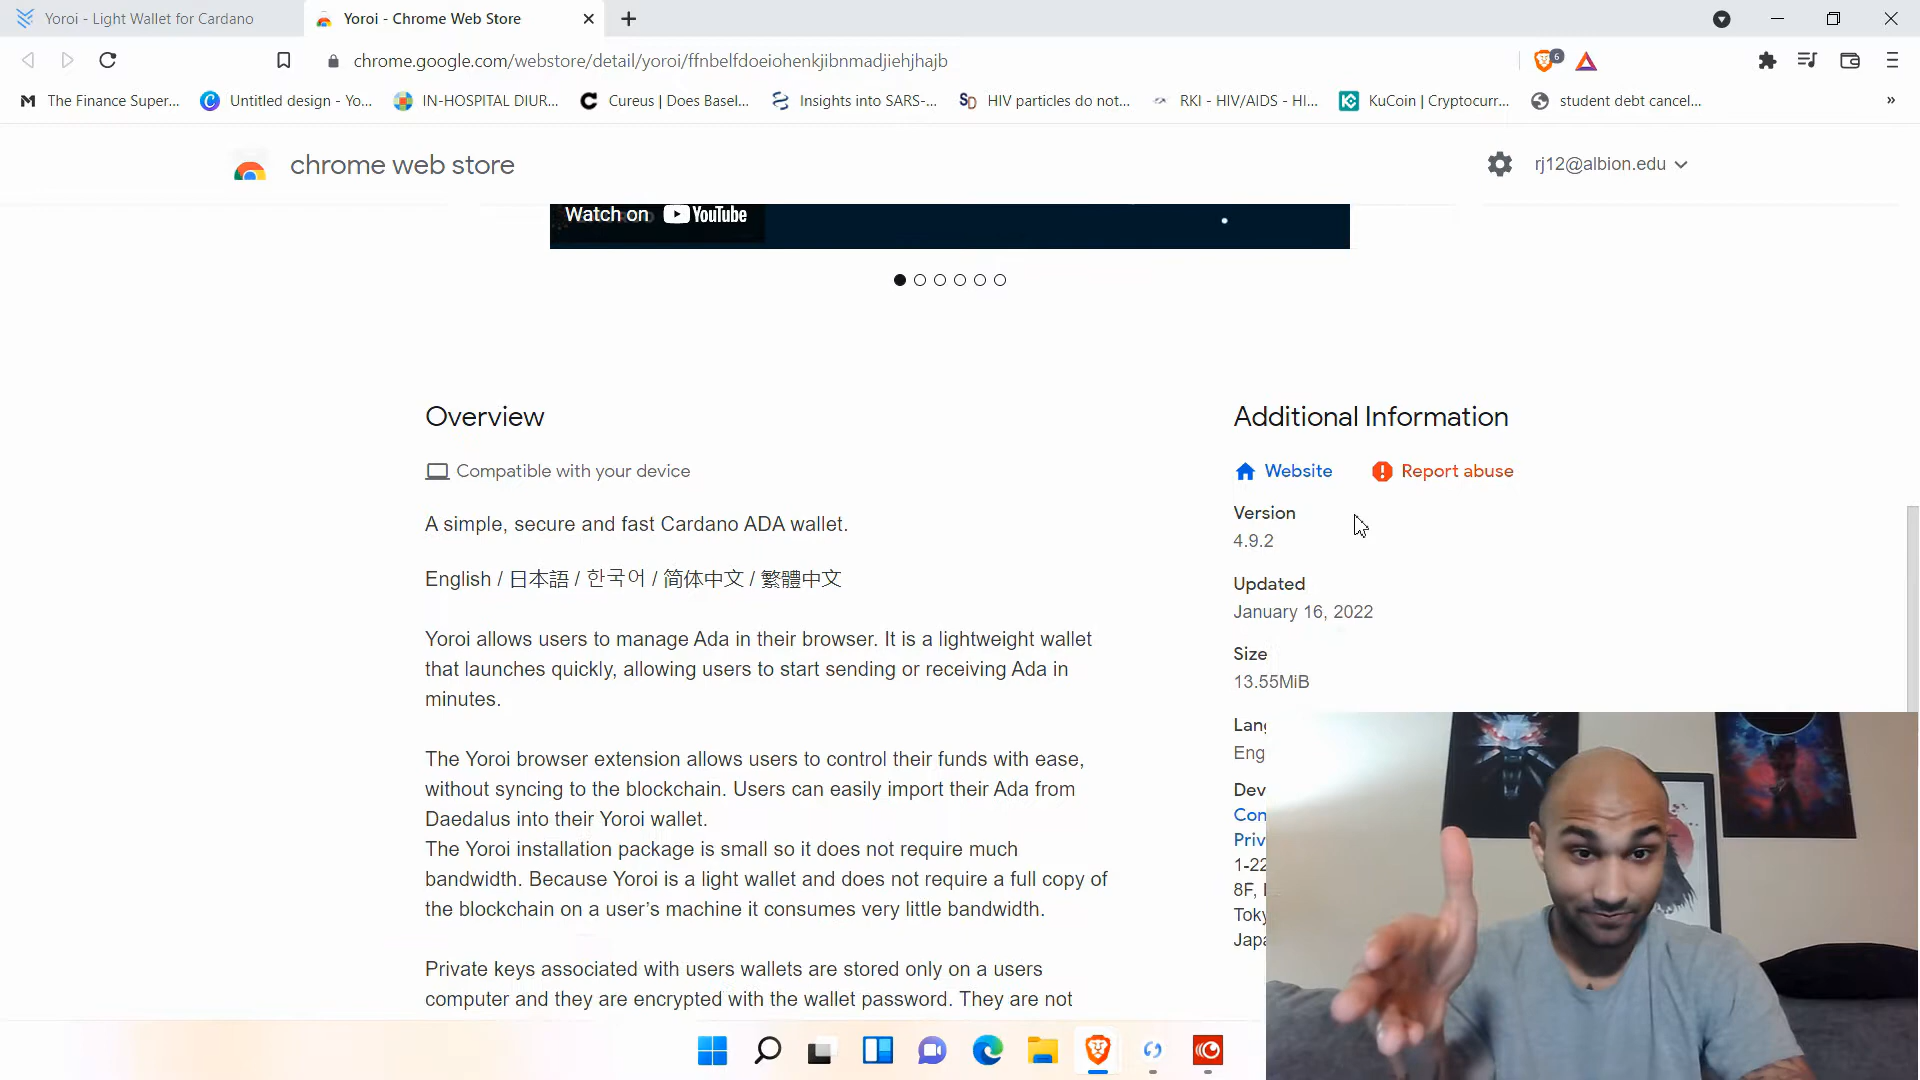 Yoroi - Light Wallet for Cardano
Yoroi - Chrome Web Store
chrome.google.com/webstore/detail/yoroi/ffnbelfdoeiohenkjibnmadjiehjhajb
6
The Finance Super...
Untitled design - Yo...
IN-HOSPITAL DIUR...
Cureus | Does Basel...
Insights into SARS-...
HIV particles do not...
RKI - HIV/AIDS - HI...
KuCoin | Cryptocurr...
student debt cancel...
»
chrome web store
rj12@albion.edu
Watch on YouTube
Overview
Compatible with your device
A simple, secure and fast Cardano ADA wallet.
English / 日本語 / 한국어 / 简体中文 / 繁體中文
Yoroi allows users to manage Ada in their browser. It is a lightweight wallet
that launches quickly, allowing users to start sending or receiving Ada in
minutes.
The Yoroi browser extension allows users to control their funds with ease,
without syncing to the blockchain. Users can easily import their Ada from
Daedalus into their Yoroi wallet.
The Yoroi installation package is small so it does not require much
bandwidth. Because Yoroi is a light wallet and does not require a full copy of
the blockchain on a user’s machine it consumes very little bandwidth.
Private keys associated with users wallets are stored only on a users
computer and they are encrypted with the wallet password. They are not
Additional Information
Website
Report abuse
Version
4.9.2
Updated
January 16, 2022
Size
13.55MiB
Lang
Eng
Dev
Con
Priv
1-22
8F,
Toky
Japa